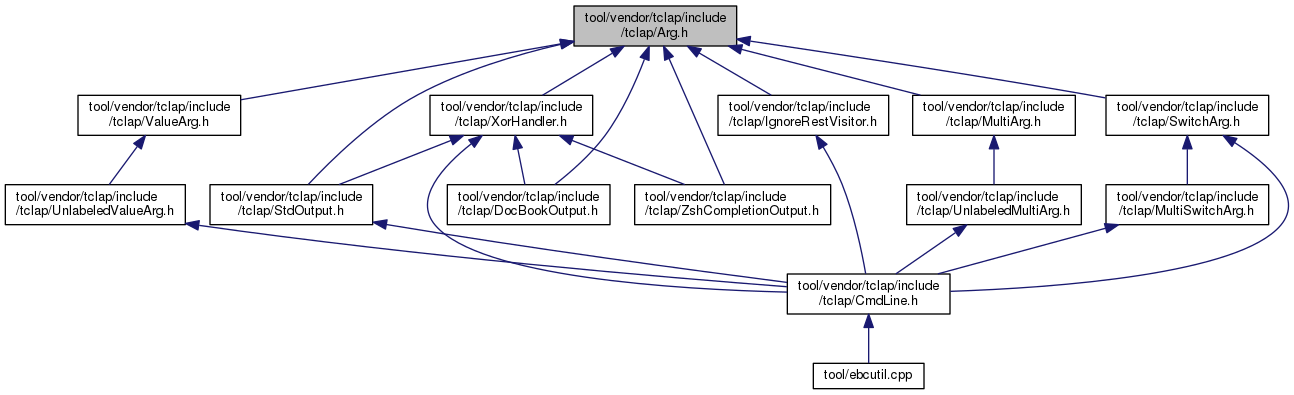 tool/vendor/tclap/include
/tclap/Arg.h
tool/vendor/tclap/include
/tclap/ValueArg.h
tool/vendor/tclap/include
/tclap/XorHandler.h
tool/vendor/tclap/include
/tclap/IgnoreRestVisitor.h
tool/vendor/tclap/include
/tclap/MultiArg.h
tool/vendor/tclap/include
/tclap/SwitchArg.h
tool/vendor/tclap/include
/tclap/UnlabeledValueArg.h
tool/vendor/tclap/include
/tclap/StdOutput.h
tool/vendor/tclap/include
/tclap/DocBookOutput.h
tool/vendor/tclap/include
/tclap/ZshCompletionOutput.h
tool/vendor/tclap/include
/tclap/UnlabeledMultiArg.h
tool/vendor/tclap/include
/tclap/MultiSwitchArg.h
tool/vendor/tclap/include
/tclap/CmdLine.h
tool/ebcutil.cpp